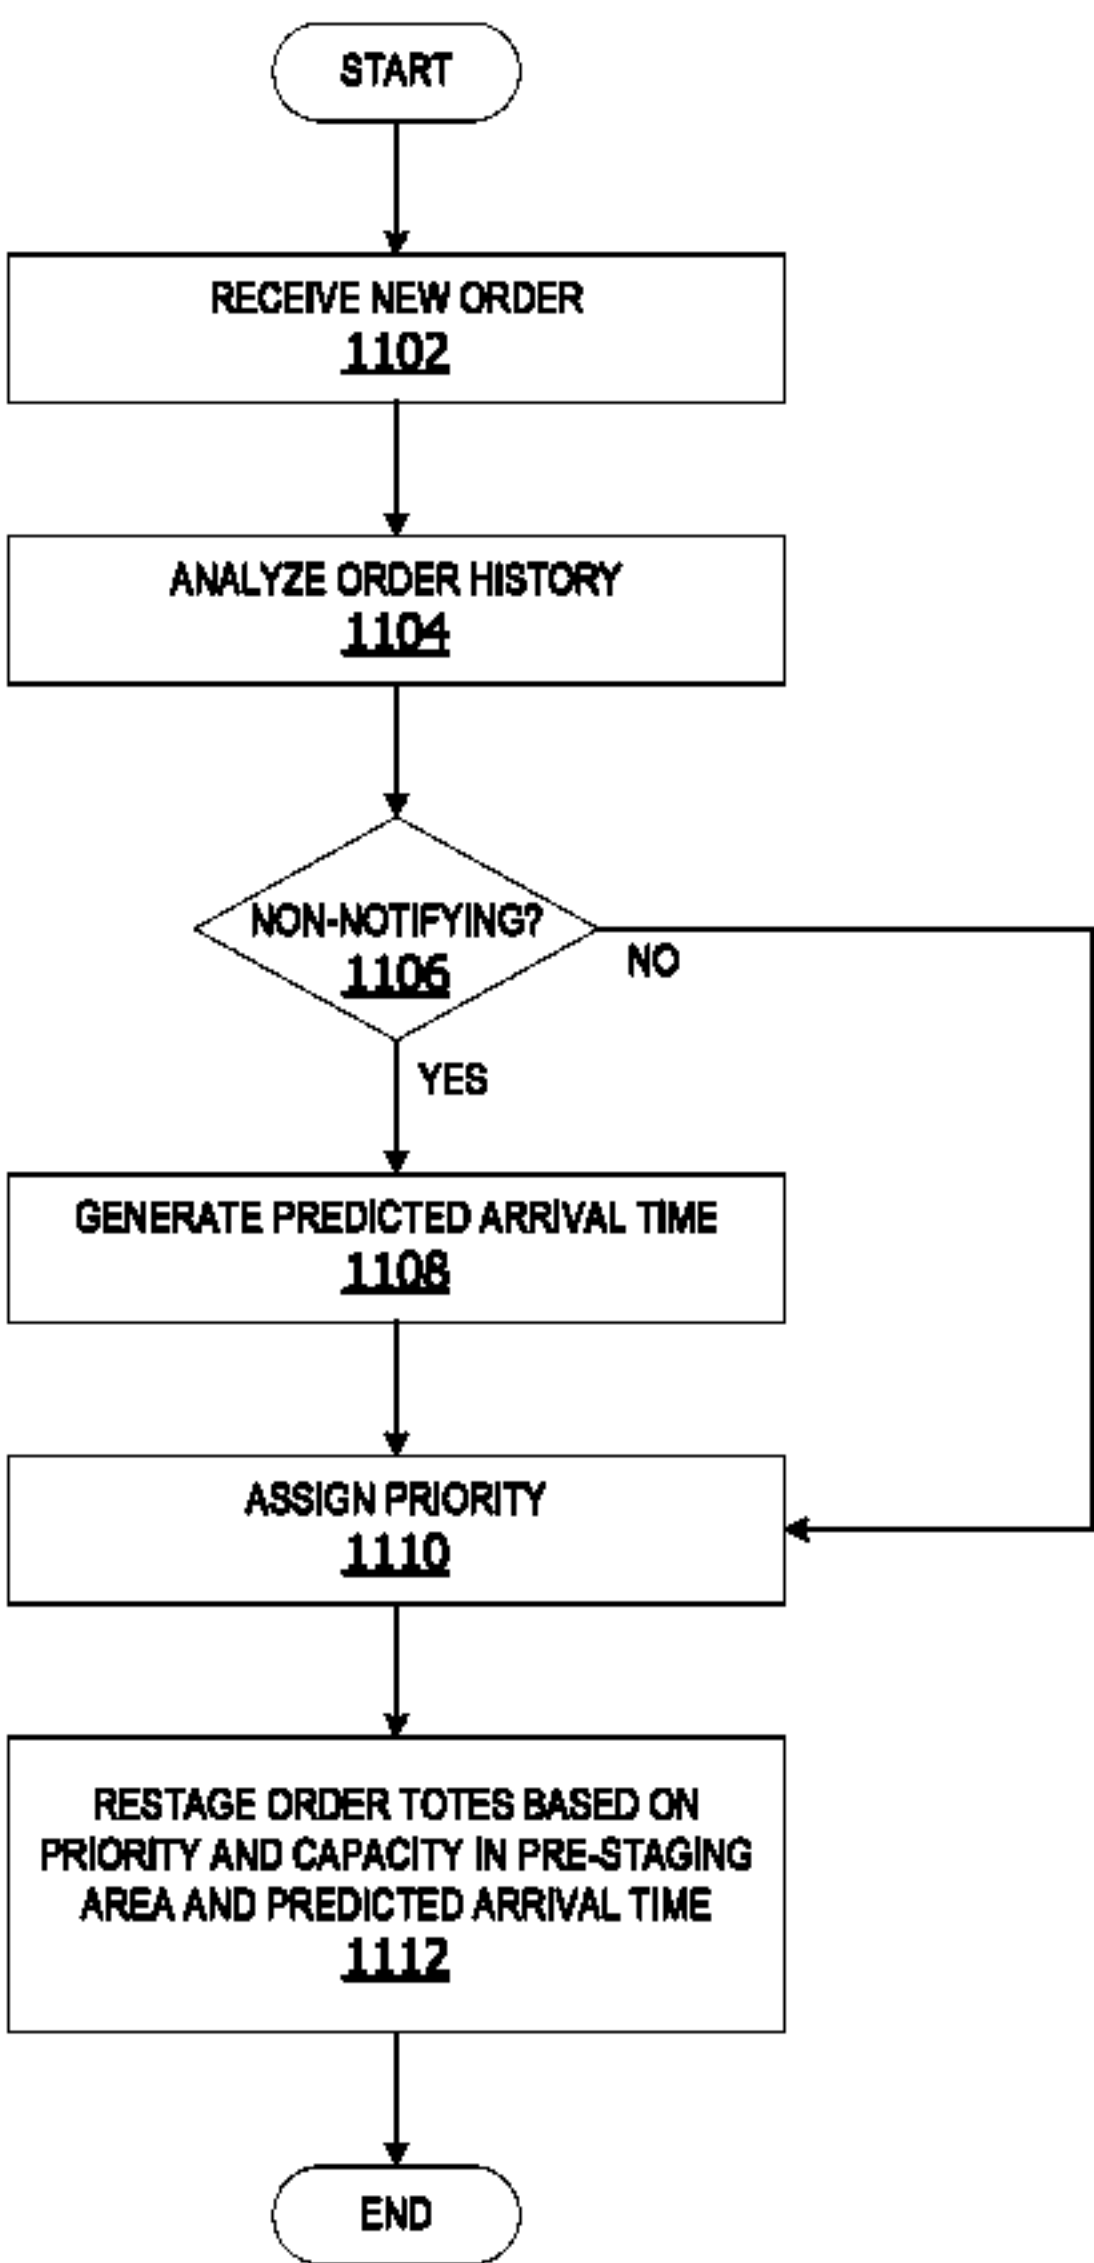 START
RECEIVE NEW ORDER
1102
ANALYZE ORDER HISTORY
1104
NON-NOTIFYING?
1106
NO
YES
GENERATE PREDICTED ARRIVAL TIME
1108
ASSIGN PRIORITY
1110
RESTAGE ORDER TOTES BASED ON
PRIORITY AND CAPACITY IN PRE-STAGING
AREA AND PREDICTED ARRIVAL TIME
1112
END